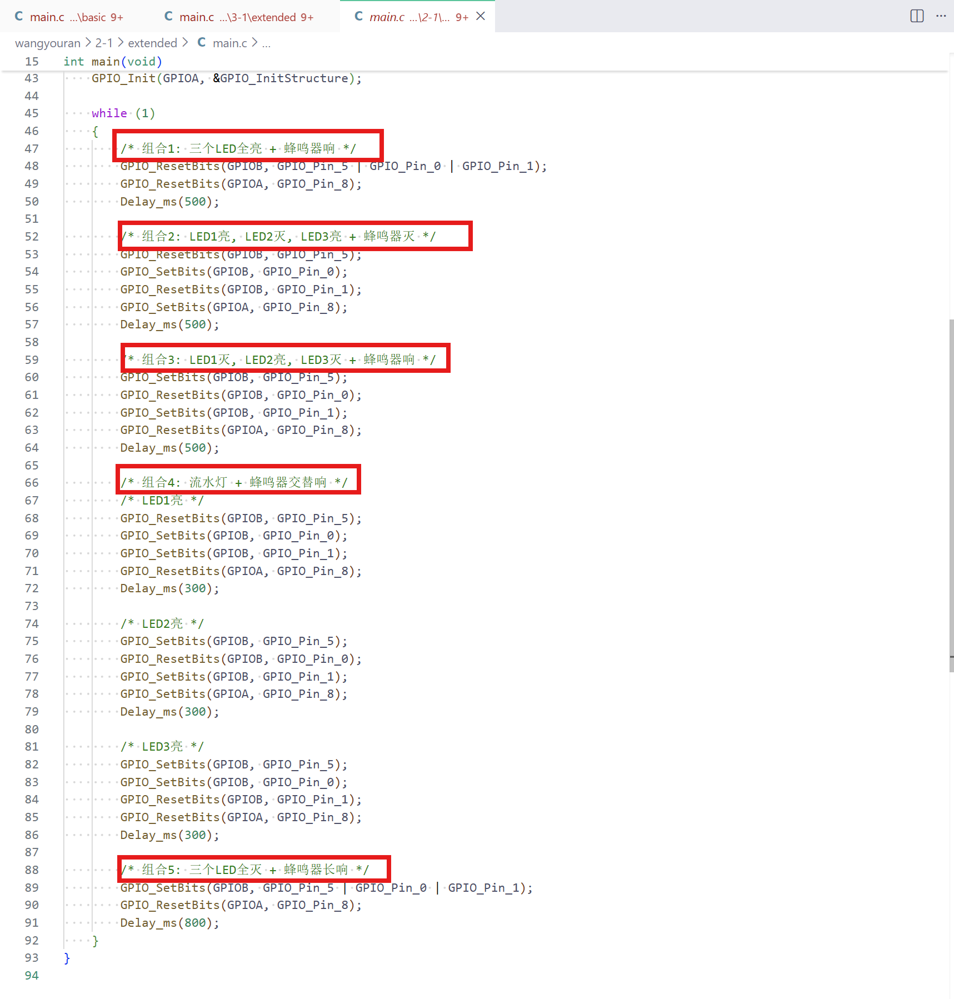 C main.c ...\basic 9+ C main.c ...\3-1\extended 9+ C main.c ...\2-1\... 9+
wangyouran > 2-1 > extended > C main.c > ...
15 int main(void)
43 GPIO_Init(GPIOA, &GPIO_InitStructure);
44
45 while (1)
46 {
47 /* 组合1: 三个LED全亮 + 蜂鸣器响 */
48 GPIO_ResetBits(GPIOB, GPIO_Pin_5 | GPIO_Pin_0 | GPIO_Pin_1);
49 GPIO_ResetBits(GPIOA, GPIO_Pin_8);
50 Delay_ms(500);
51
52 /* 组合2: LED1亮, LED2灭, LED3亮 + 蜂鸣器灭 */
53 GPIO_ResetBits(GPIOB, GPIO_Pin_5);
54 GPIO_SetBits(GPIOB, GPIO_Pin_0);
55 GPIO_ResetBits(GPIOB, GPIO_Pin_1);
56 GPIO_SetBits(GPIOA, GPIO_Pin_8);
57 Delay_ms(500);
58
59 /* 组合3: LED1灭, LED2亮, LED3灭 + 蜂鸣器响 */
60 GPIO_SetBits(GPIOB, GPIO_Pin_5);
61 GPIO_ResetBits(GPIOB, GPIO_Pin_0);
62 GPIO_SetBits(GPIOB, GPIO_Pin_1);
63 GPIO_ResetBits(GPIOA, GPIO_Pin_8);
64 Delay_ms(500);
65
66 /* 组合4: 流水灯 + 蜂鸣器交替响 */
67 /* LED1亮 */
68 GPIO_ResetBits(GPIOB, GPIO_Pin_5);
69 GPIO_SetBits(GPIOB, GPIO_Pin_0);
70 GPIO_SetBits(GPIOB, GPIO_Pin_1);
71 GPIO_ResetBits(GPIOA, GPIO_Pin_8);
72 Delay_ms(300);
73
74 /* LED2亮 */
75 GPIO_SetBits(GPIOB, GPIO_Pin_5);
76 GPIO_ResetBits(GPIOB, GPIO_Pin_0);
77 GPIO_SetBits(GPIOB, GPIO_Pin_1);
78 GPIO_SetBits(GPIOA, GPIO_Pin_8);
79 Delay_ms(300);
80
81 /* LED3亮 */
82 GPIO_SetBits(GPIOB, GPIO_Pin_5);
83 GPIO_SetBits(GPIOB, GPIO_Pin_0);
84 GPIO_ResetBits(GPIOB, GPIO_Pin_1);
85 GPIO_ResetBits(GPIOA, GPIO_Pin_8);
86 Delay_ms(300);
87
88 /* 组合5: 三个LED全灭 + 蜂鸣器长响 */
89 GPIO_SetBits(GPIOB, GPIO_Pin_5 | GPIO_Pin_0 | GPIO_Pin_1);
90 GPIO_ResetBits(GPIOA, GPIO_Pin_8);
91 Delay_ms(800);
92 }
93 }
94